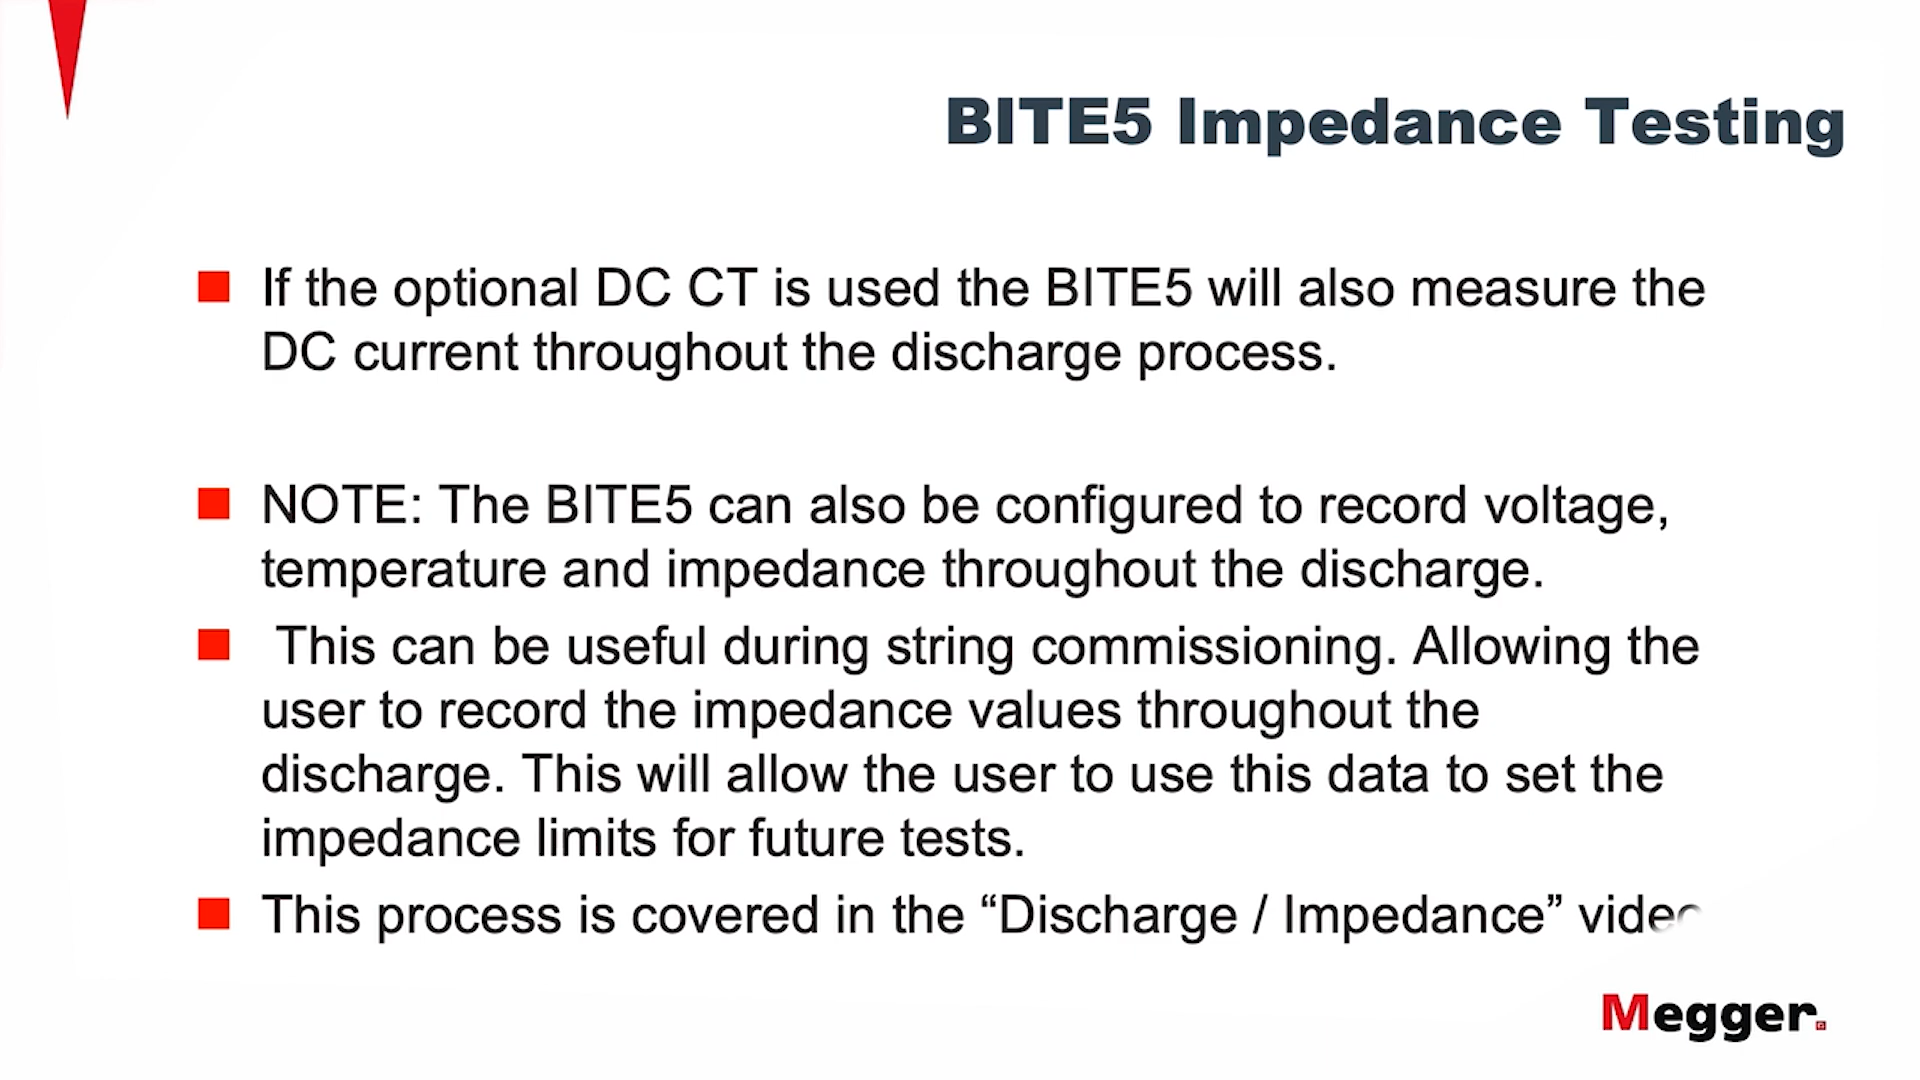 BITE5 Impedance Testing
If the optional DC CT is used the BITE5 will also measure the
DC current throughout the discharge process.
NOTE: The BITE5 can also be configured to record voltage,
temperature and impedance throughout the discharge.
This can be useful during string commissioning. Allowing the
user to record the impedance values throughout the
discharge. This will allow the user to use this data to set the
impedance limits for future tests.
This process is covered in the “Discharge / Impedance” video
Megger.